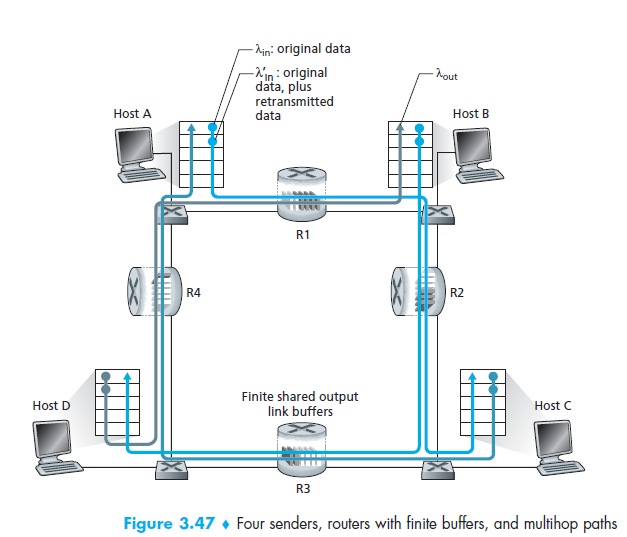 λin: original data
λ′in: original
data, plus
retransmitted
data
λout
Host A
Host B
R1
R4
R2
Host D
Finite shared output
link buffers
Host C
R3
Figure 3.47 ♦ Four senders, routers with finite buffers, and multihop paths